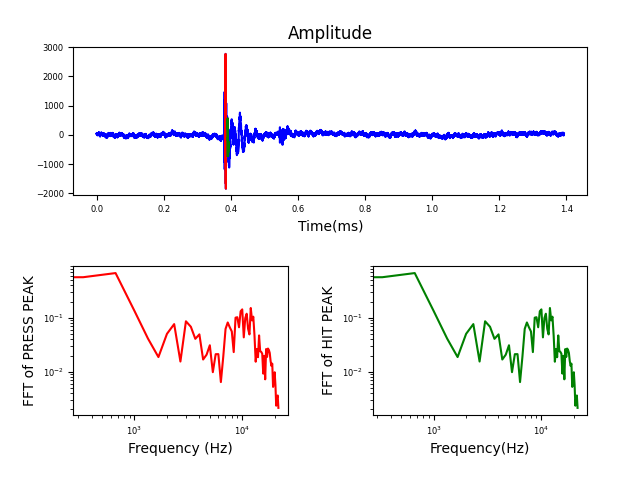 Amplitude
3000
2000
1000
0
−1000
−2000
0.0 0.2 0.4 0.6 0.8 1.0 1.2 1.4
Time(ms)
FFT of PRESS PEAK
10⁻¹
10⁻²
10³ 10⁴
Frequency (Hz)
FFT of HIT PEAK
10⁻¹
10⁻²
10³ 10⁴
Frequency(Hz)